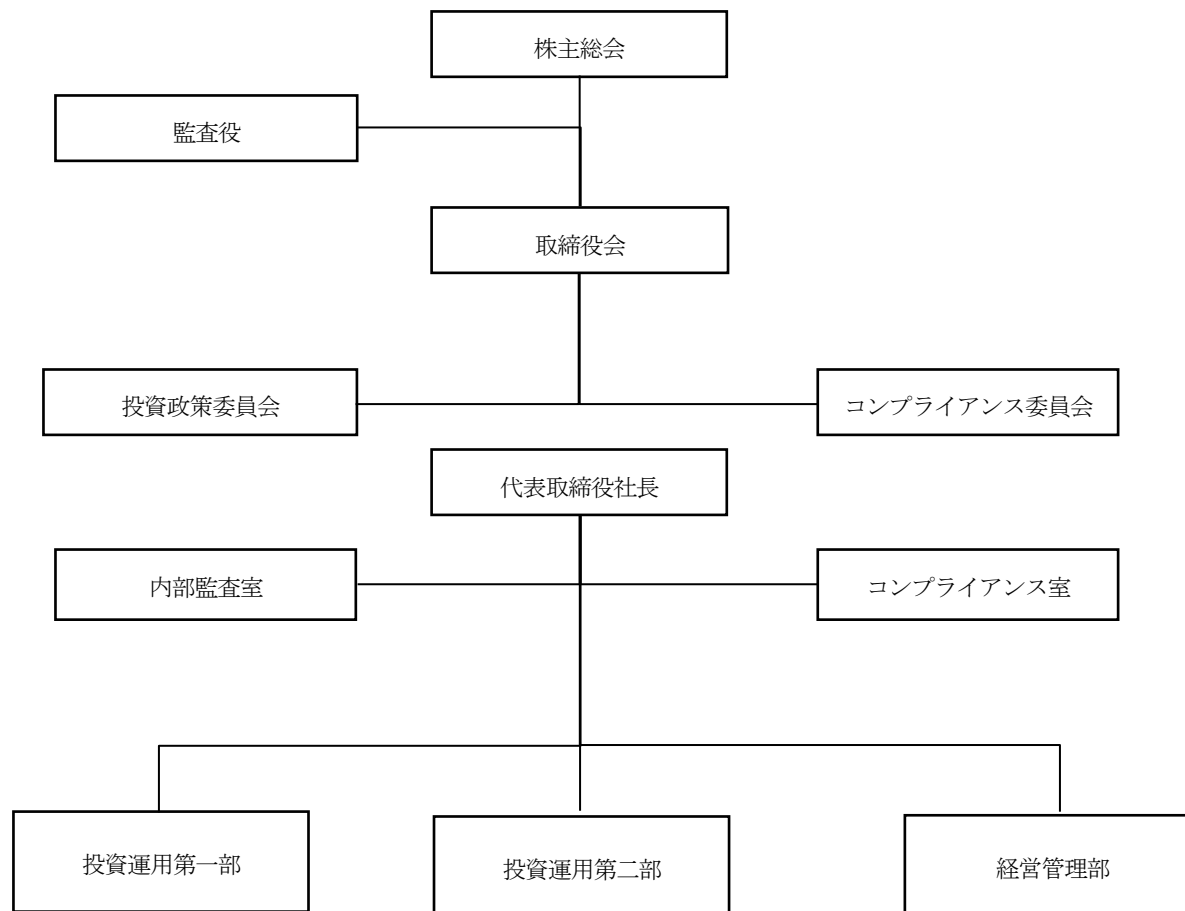 株主総会
監査役
取締役会
投資政策委員会
コンプライアンス委員会
代表取締役社長
内部監査室
コンプライアンス室
投資運用第一部
投資運用第二部
経営管理部